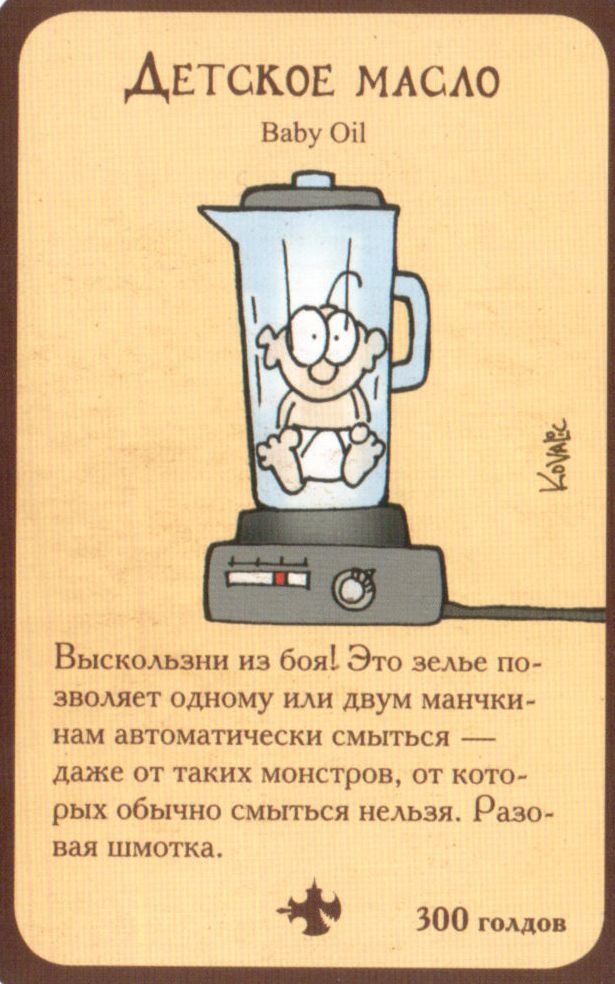 Детское масло
Baby Oil
Kovalic
Выскользни из боя! Это зелье по-
зволяет одному или двум манчки-
нам автоматически смыться —
даже от таких монстров, от кото-
рых обычно смыться нельзя. Разо-
вая шмотка.
300 голдов